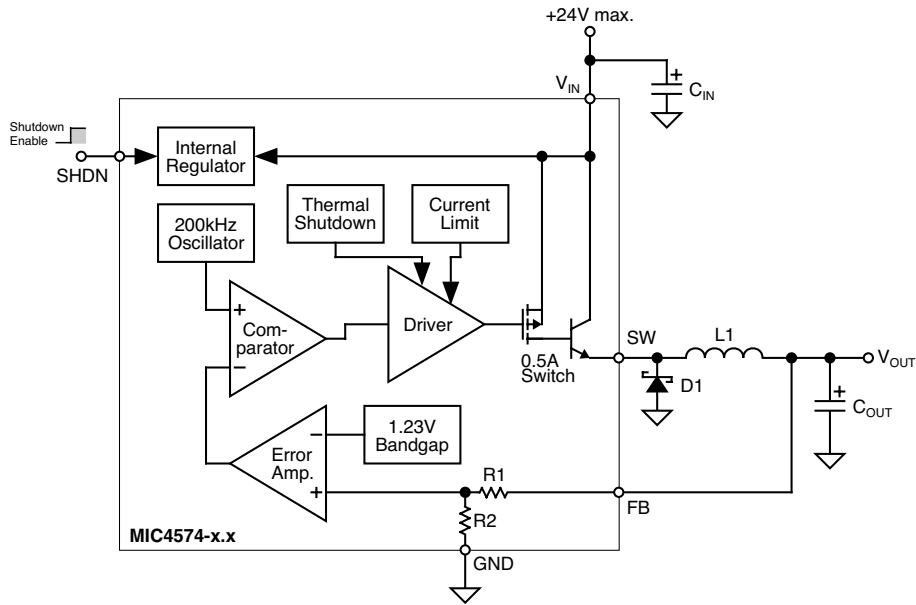 +24V max.
VIN
CIN
Shutdown
Enable
SHDN
Internal
Regulator
200kHz
Oscillator
Thermal
Shutdown
Current
Limit
+
Com-
parator
−
Driver
0.5A
Switch
SW
L1
D1
+
VOUT
+
COUT
Error
Amp.
−
+
1.23V
Bandgap
R1
R2
FB
MIC4574-x.x
GND